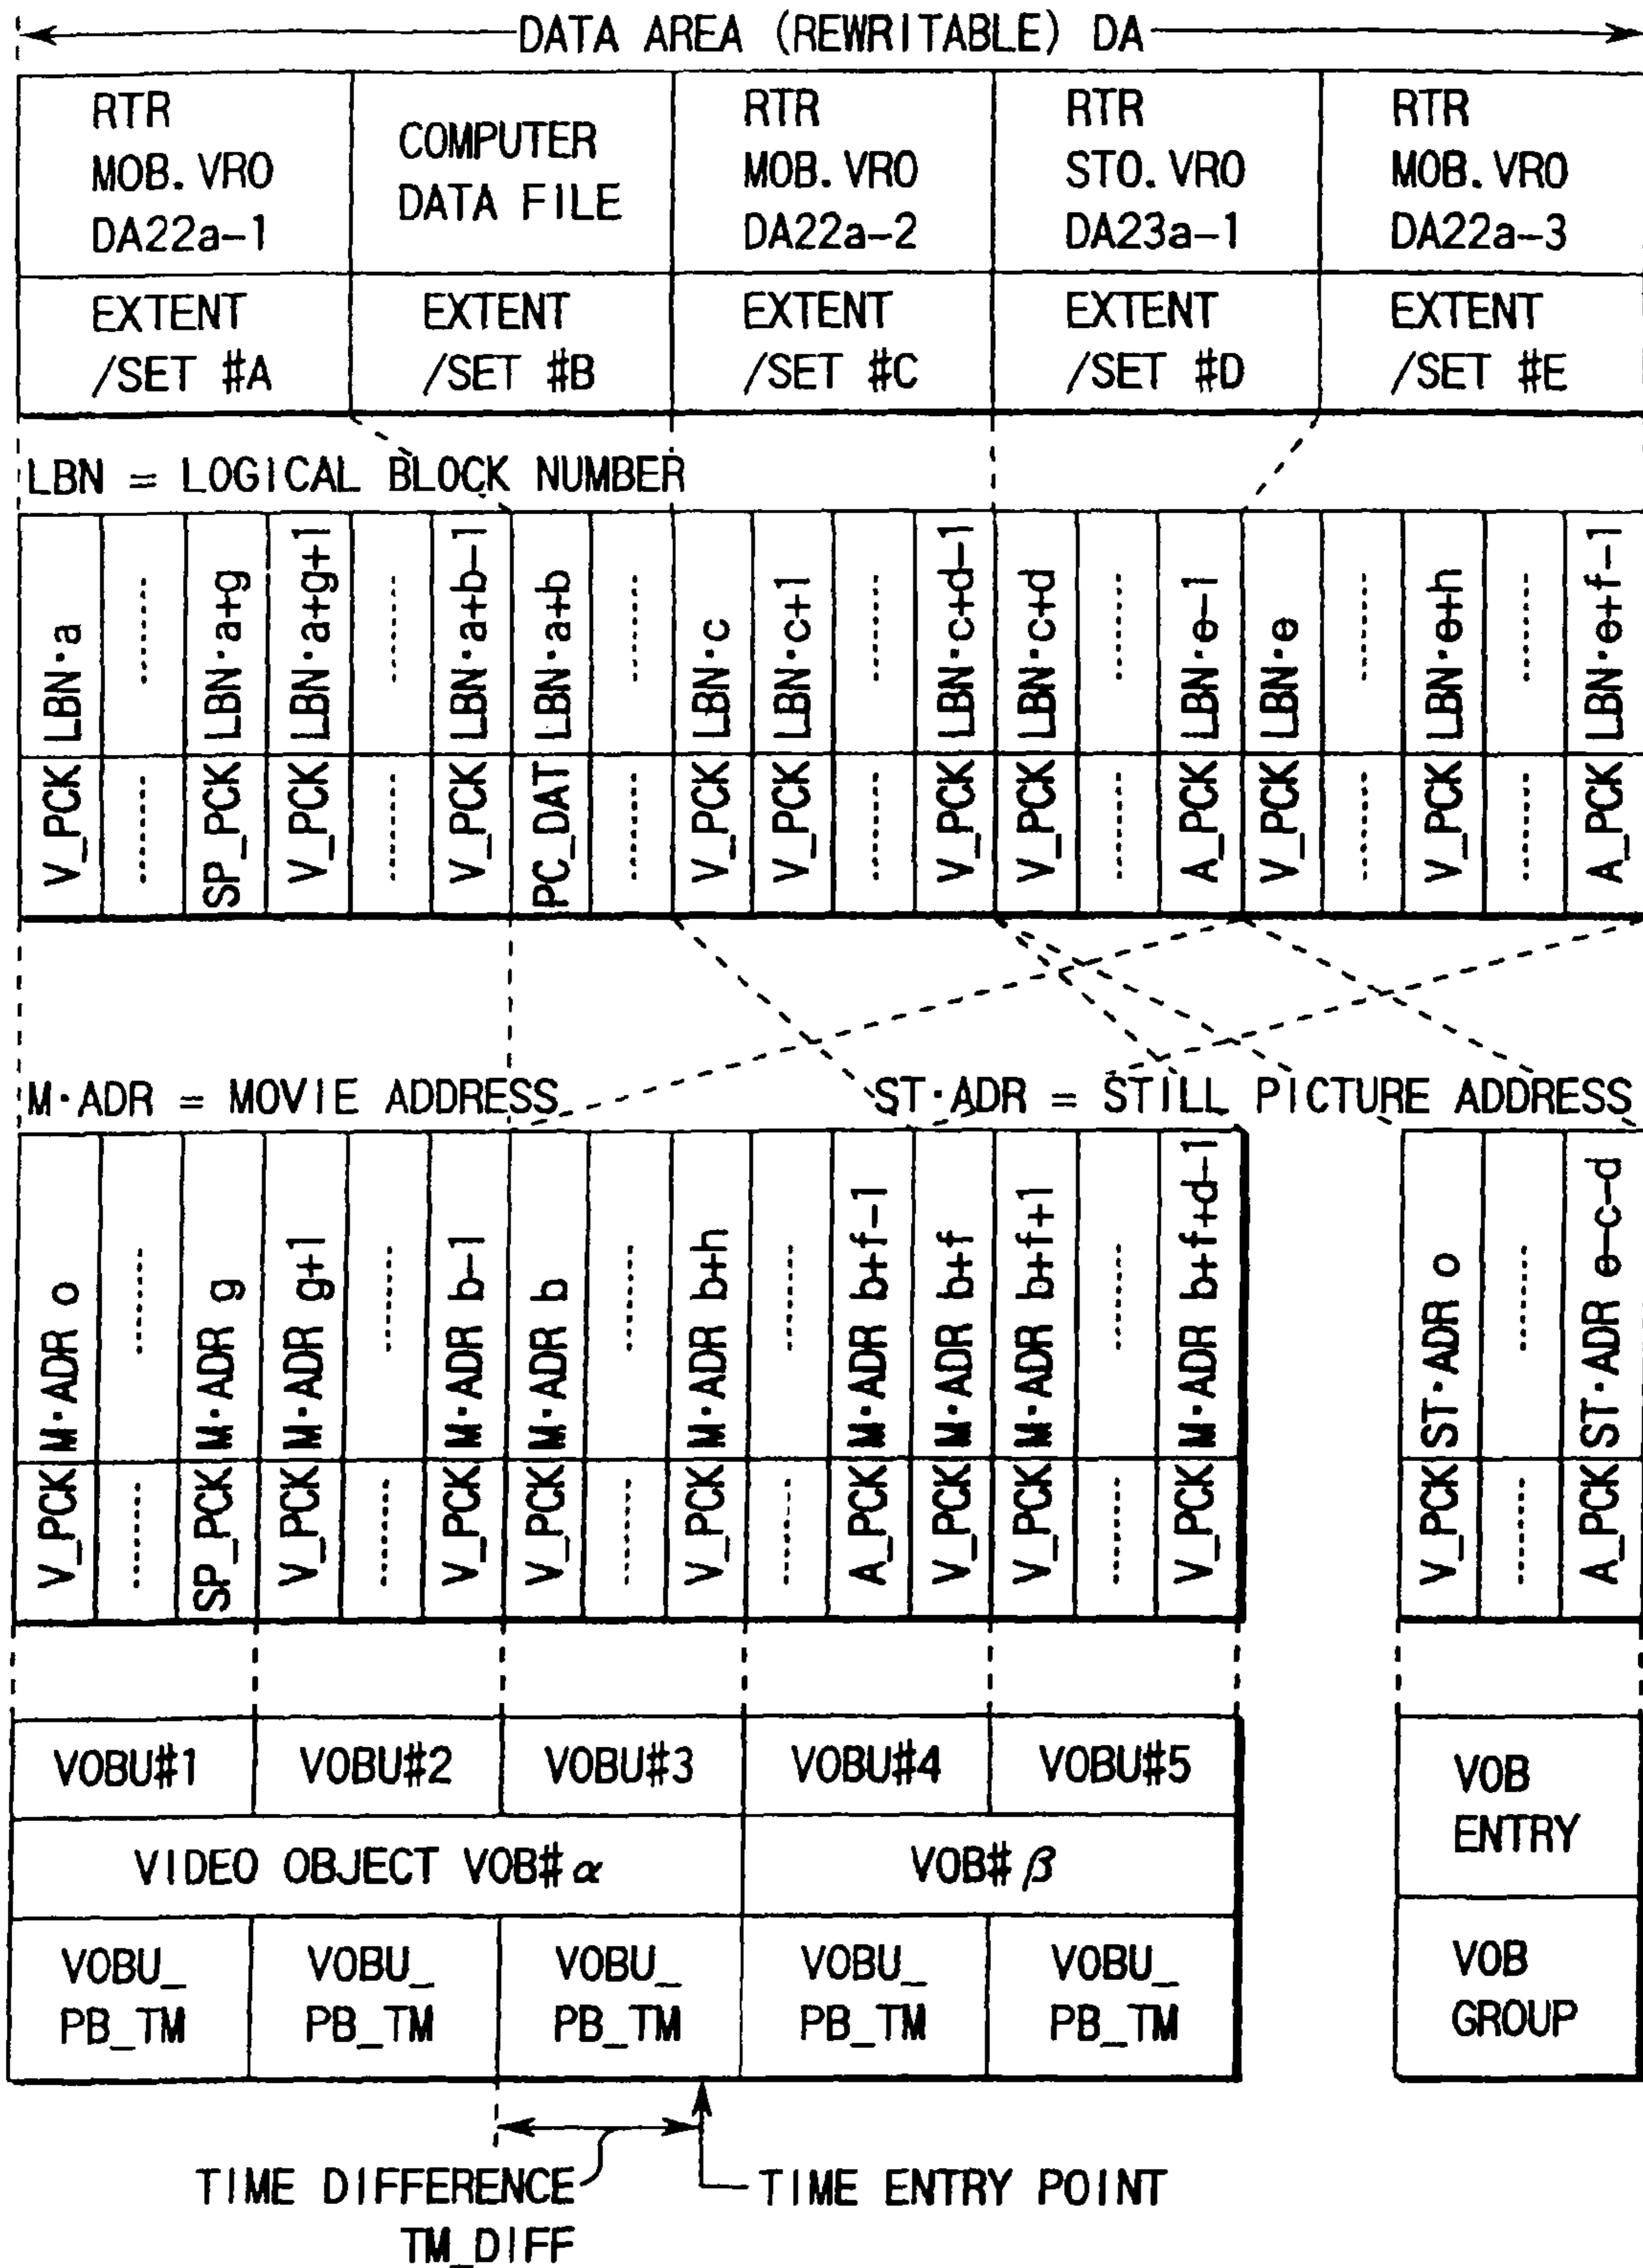 DATA AREA (REWRITABLE) DA
RTR
MOB.VRO
DA22a-1
COMPUTER
DATA FILE
RTR
MOB.VRO
DA22a-2
RTR
STO.VRO
DA23a-1
RTR
MOB.VRO
DA22a-3
EXTENT
/SET #A
EXTENT
/SET #B
EXTENT
/SET #C
EXTENT
/SET #D
EXTENT
/SET #E
LBN = LOGICAL BLOCK NUMBER
V_PCK LBN·a
SP_PCK LBN·a+g
V_PCK LBN·a+g+1
V_PCK LBN·a+b-1
PC_DAT LBN·a+b
V_PCK LBN·c
V_PCK LBN·c+1
V_PCK LBN·c+d-1
V_PCK LBN·c+d
A_PCK LBN·e-1
V_PCK LBN·e
V_PCK LBN·e+h
A_PCK LBN·e+f-1
M·ADR = MOVIE ADDRESS
ST·ADR = STILL PICTURE ADDRESS
V_PCK M·ADR o
SP_PCK M·ADR g
V_PCK M·ADR g+1
V_PCK M·ADR b-1
V_PCK M·ADR b
V_PCK M·ADR b+h
A_PCK M·ADR b+f-1
V_PCK M·ADR b+f
V_PCK M·ADR b+f+1
V_PCK M·ADR b+f+d-1
V_PCK ST·ADR o
A_PCK ST·ADR e-c-d
VOBU#1
VOBU#2
VOBU#3
VOBU#4
VOBU#5
VIDEO OBJECT VOB#α
VOB#β
VOBU_
PB_TM
VOBU_
PB_TM
VOBU_
PB_TM
VOBU_
PB_TM
VOBU_
PB_TM
VOB
ENTRY
VOB
GROUP
TIME DIFFERENCE
TM_DIFF
TIME ENTRY POINT